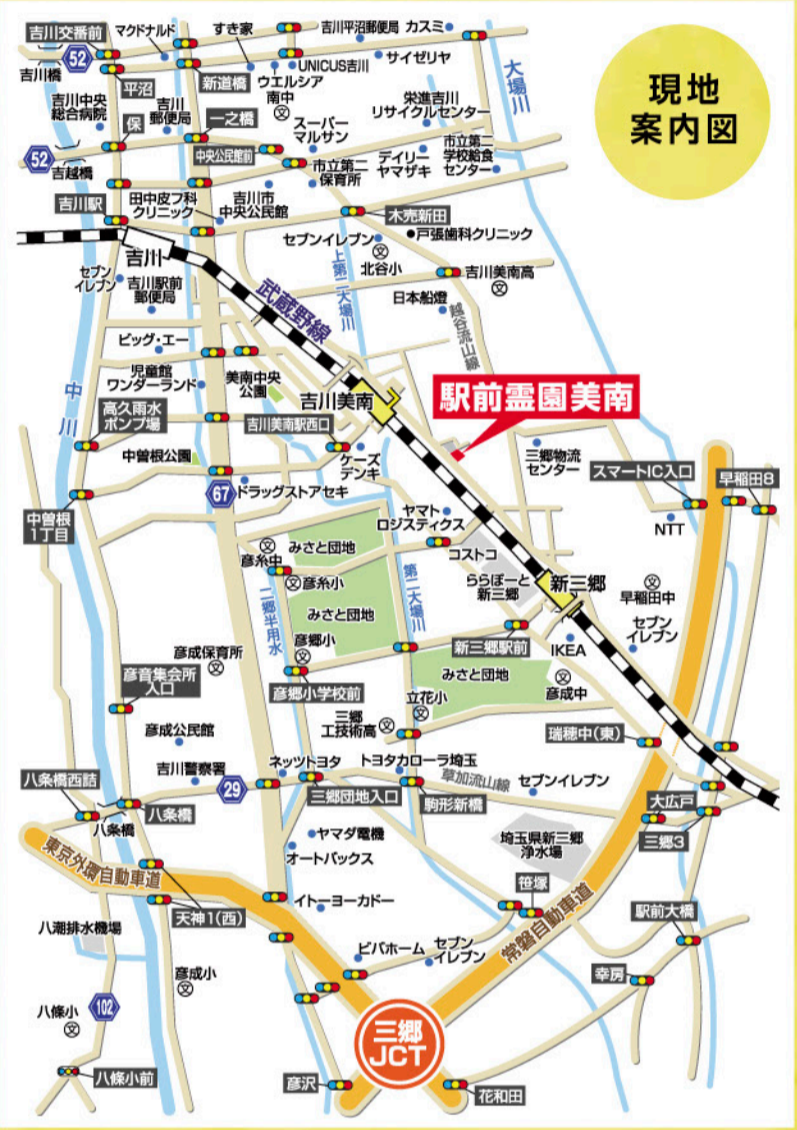 現地
案内図
吉川交番前
マクドナルド
すき家
吉川平沼郵便局
カスミ
52
吉川橋
平沼
新道橋
UNICUS吉川
サイゼリヤ
ウエルシア
南中
文
大場川
吉川中央
総合病院
吉川
郵便局
保
一之橋
スーパー
マルサン
栄進吉川
リサイクルセンター
52
吉越橋
中央公民館前
市立第二
保育所
デイリー
ヤマザキ
市立第二
学校給食
センター
吉川駅
田中皮フ科
クリニック
吉川市
中央公民館
木売新田
吉川
セブンイレブン
戸張歯科クリニック
文
北谷小
セブン
イレブン
吉川駅前
郵便局
武蔵野線
上第二大場川
吉川美南高
文
日本船燈
越谷流山線
ビッグ・エー
児童館
ワンダーランド
美南中央
公園
吉川美南
駅前霊園美南
中川
高久雨水
ポンプ場
吉川美南駅西口
中曽根公園
ケーズ
デンキ
三郷物流
センター
スマートIC入口
早稲田8
67
ドラッグストアセキ
中曽根
1丁目
ヤマト
ロジスティクス
NTT
文
彦糸中
みさと団地
コストコ
文
彦糸小
第二大場川
ららぽーと
新三郷
新三郷
文
早稲田中
二郷半用水
みさと団地
セブン
イレブン
彦成保育所
文
彦郷小
文
新三郷駅前
IKEA
彦音集会所
入口
彦郷小学校前
みさと団地
文
彦成中
立花小
文
三郷
工技術高
文
彦成公民館
瑞穂中(東)
吉川警察署
ネッツトヨタ
トヨタカローラ埼玉
八条橋西詰
29
三郷団地入口
草加流山線
セブンイレブン
駒形新橋
大広戸
八条橋
八条橋
三郷3
ヤマダ電機
オートバックス
埼玉県新三郷
浄水場
東京外環自動車道
天神1(西)
イトーヨーカドー
笹塚
常磐自動車道
駅前大橋
八潮排水機場
ビバホーム
セブン
イレブン
幸房
彦成小
文
102
八條小
文
三郷
JCT
八條小前
彦沢
花和田